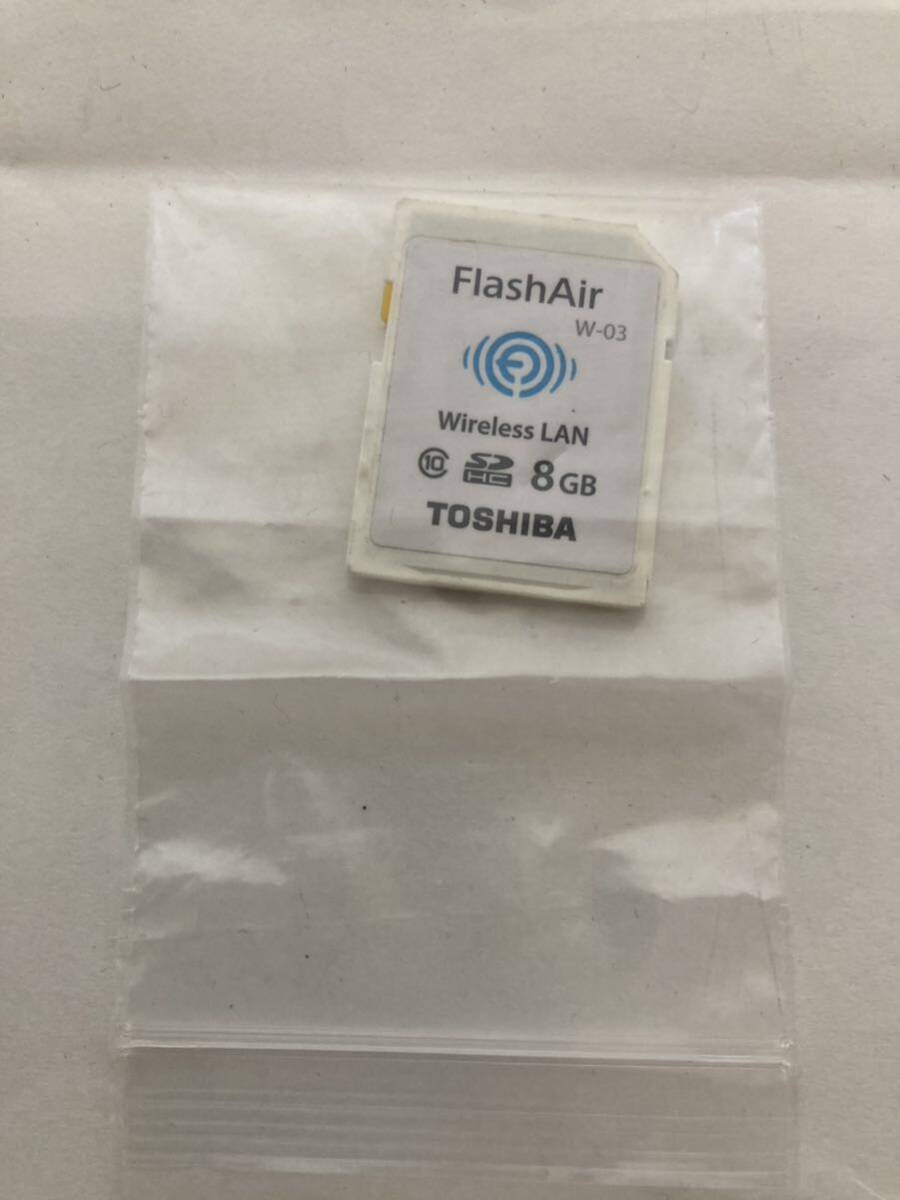 FlashAir
W-03
Wireless LAN
10 SD HC 8GB
TOSHIBA